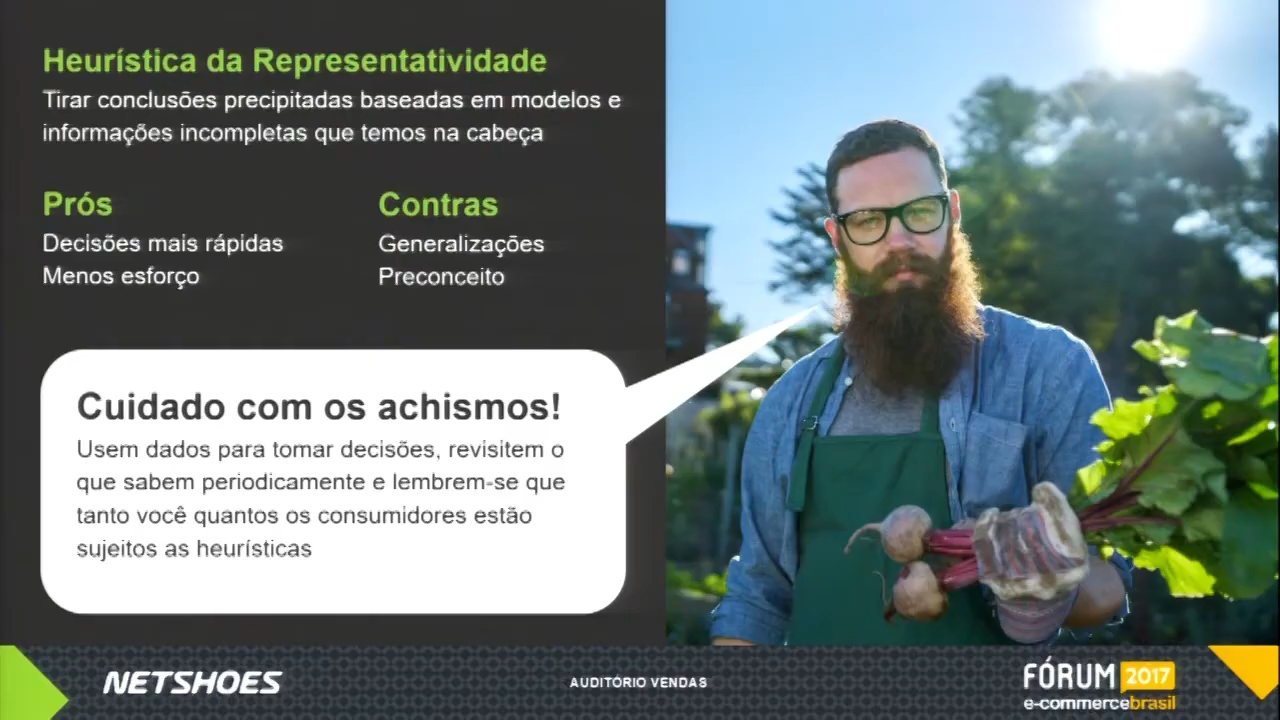 Heurística da Representatividade
Tirar conclusões precipitadas baseadas em modelos e
informações incompletas que temos na cabeça
Prós
Decisões mais rápidas
Menos esforço
Contras
Generalizações
Preconceito
Cuidado com os achismos!
Usem dados para tomar decisões, revisitem o
que sabem periodicamente e lembrem-se que
tanto você quantos os consumidores estão
sujeitos as heurísticas
NETSHOES
AUDITÓRIO VENDAS
FÓRUM 2017
e-commercebrasil